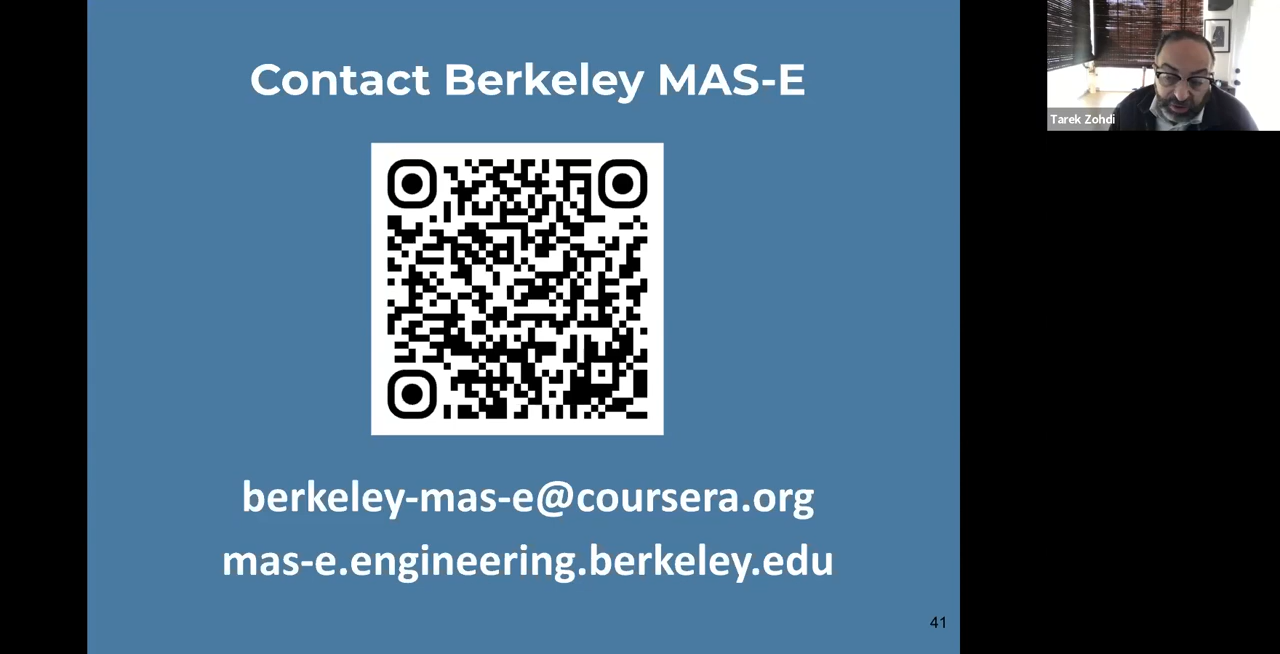 Contact Berkeley MAS-E
Tarek Zohdi
berkeley-mas-e@coursera.org
mas-e.engineering.berkeley.edu
41